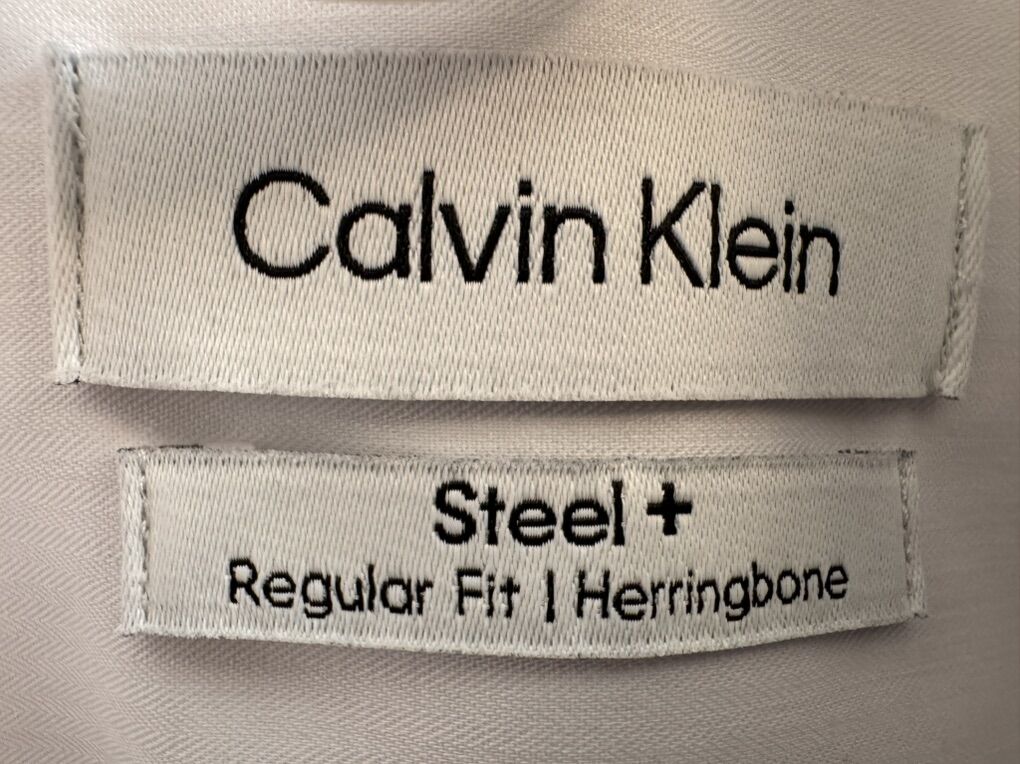 Calvin Klein
Steel +
Regular Fit | Herringbone